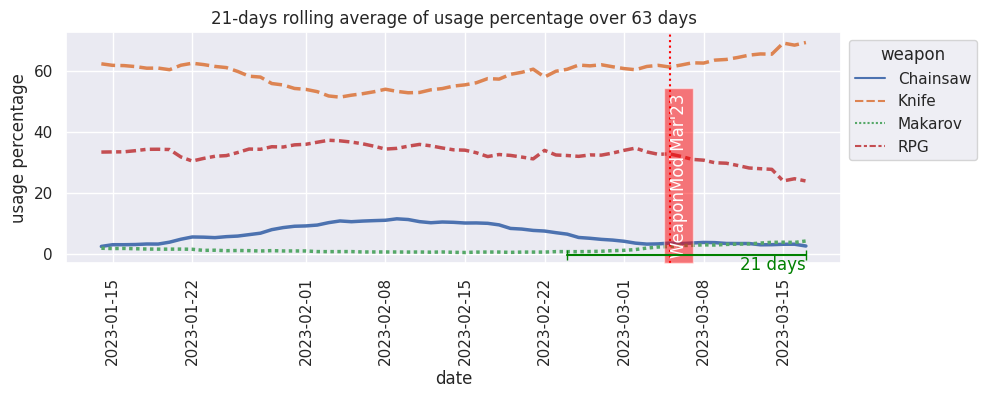 21-days rolling average of usage percentage over 63 days
usage percentage
60
40
20
0
WeaponMod Mar'23
21 days
2023-01-15
2023-01-22
2023-02-01
2023-02-08
2023-02-15
2023-02-22
2023-03-01
2023-03-08
2023-03-15
date
weapon
Chainsaw
Knife
Makarov
RPG